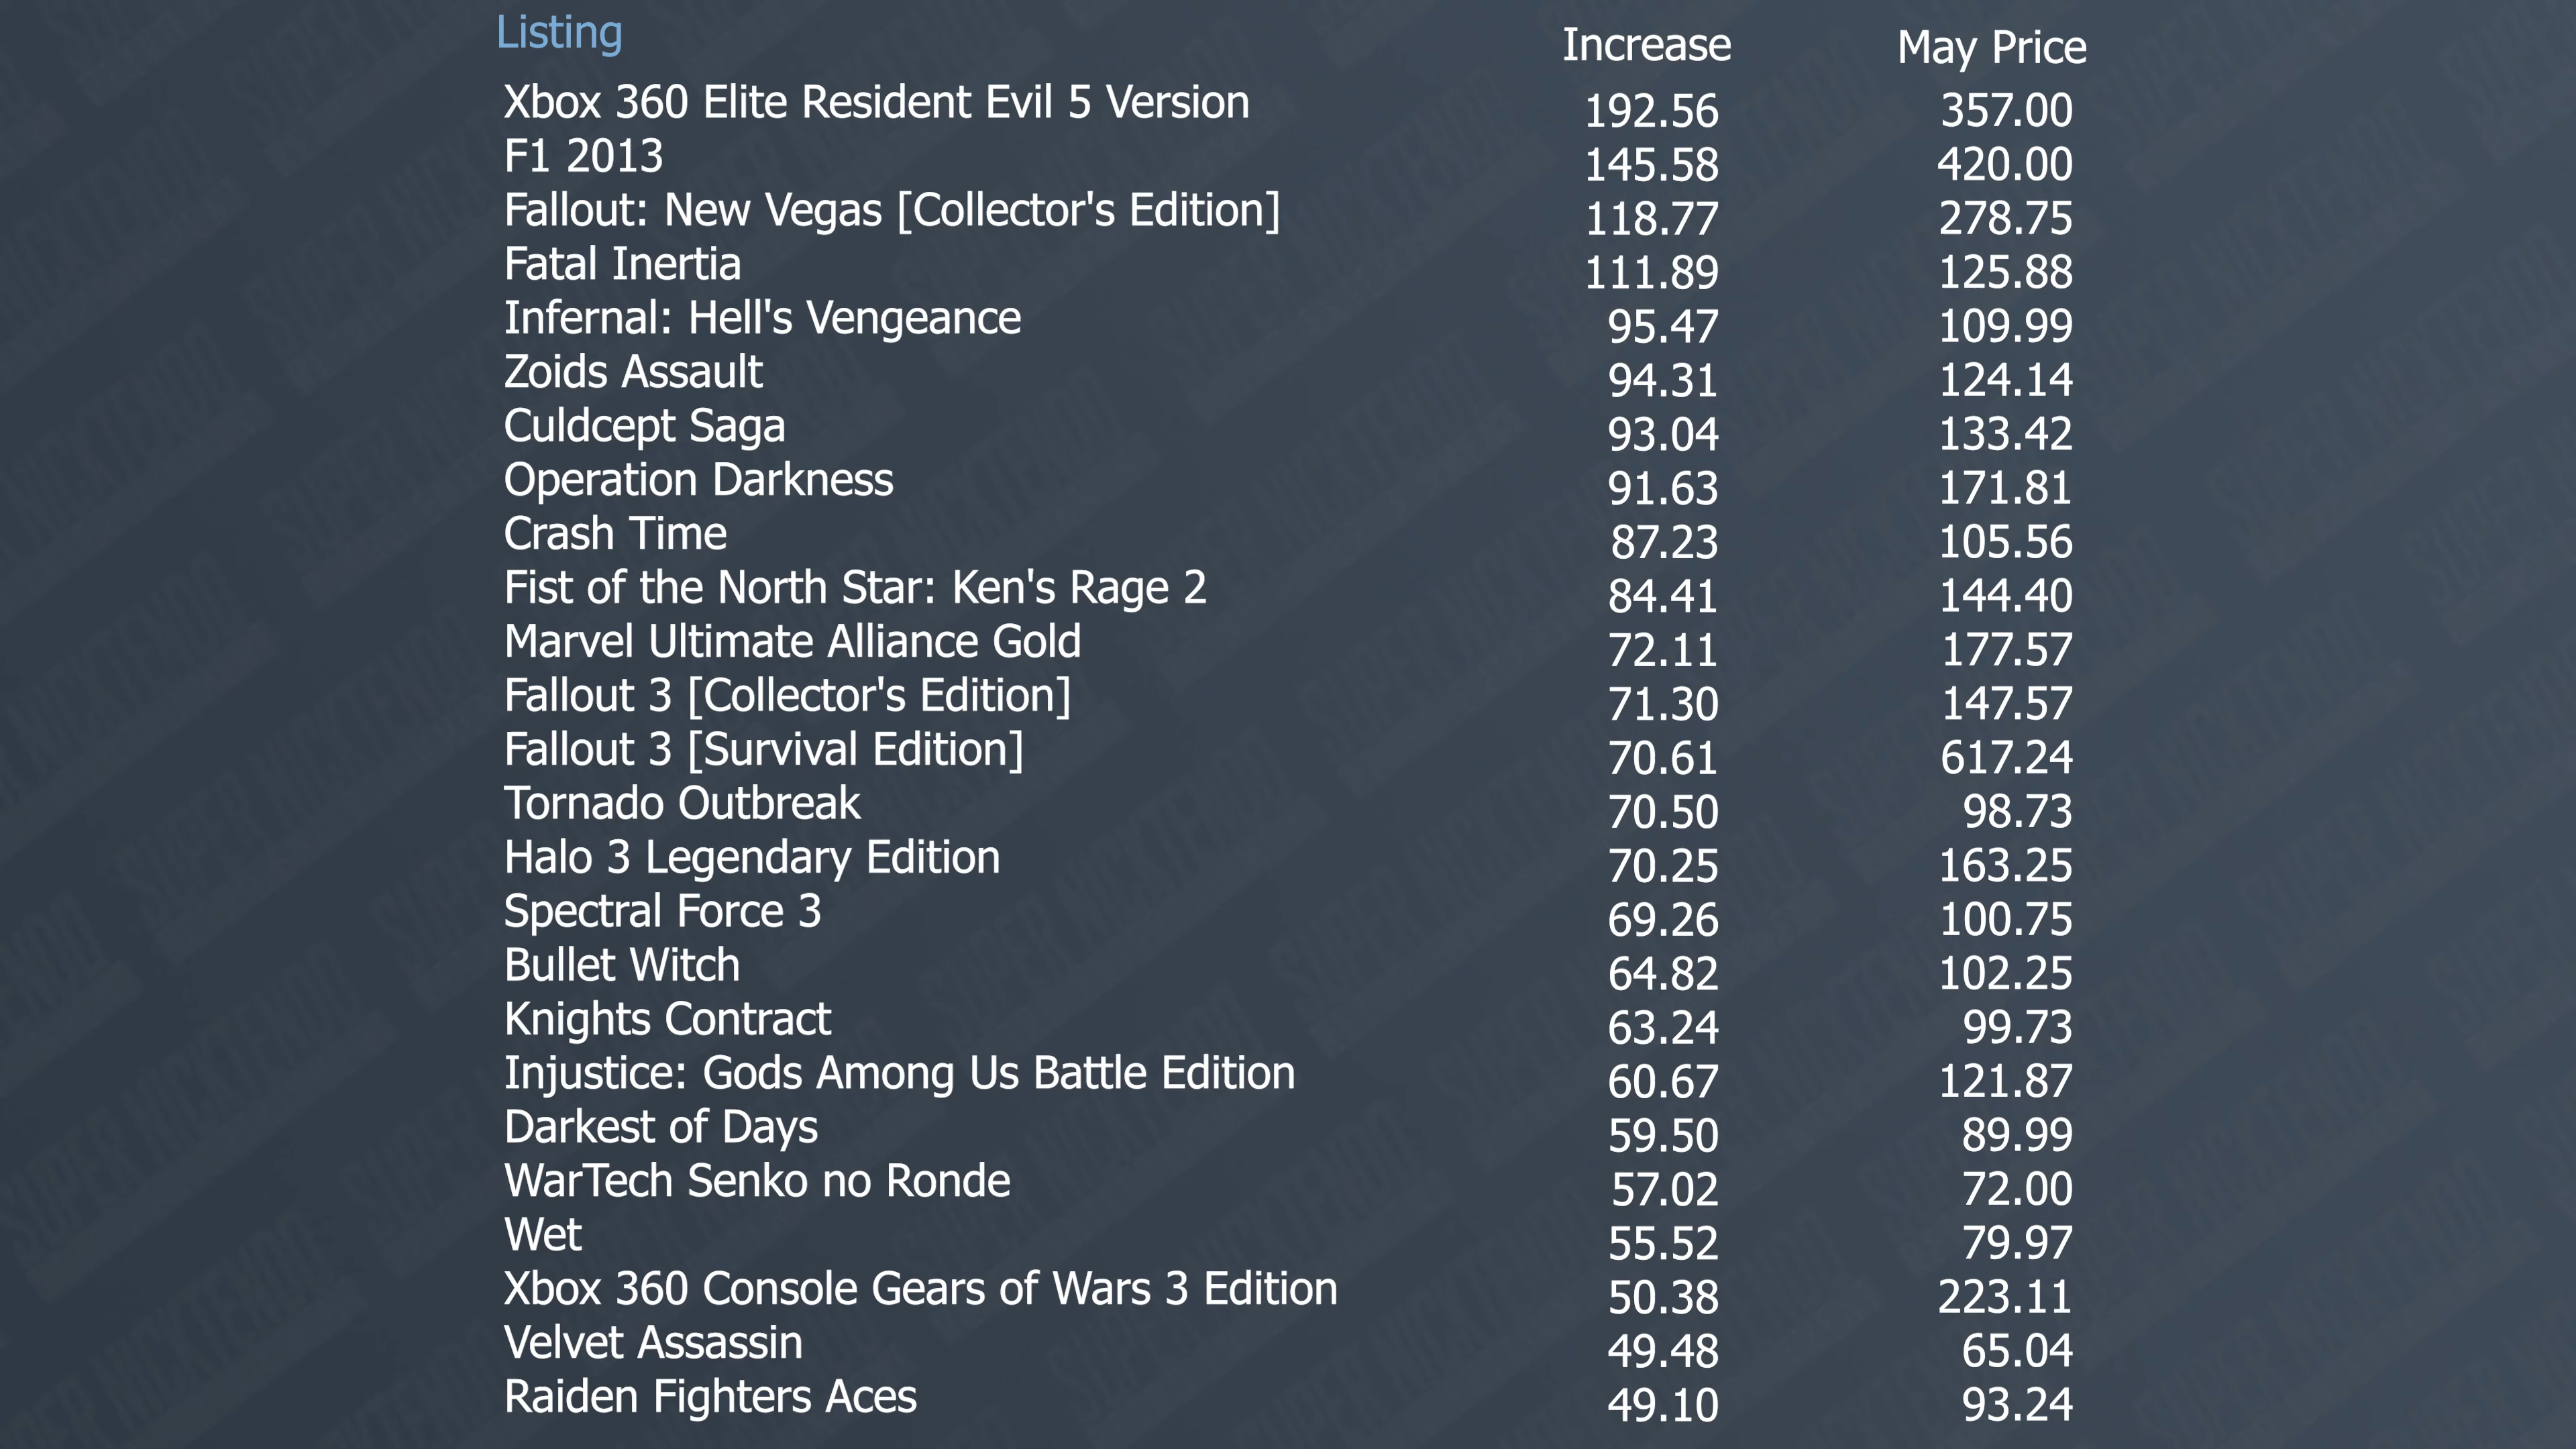 Listing Increase May Price
Xbox 360 Elite Resident Evil 5 Version 192.56 357.00
F1 2013 145.58 420.00
Fallout: New Vegas [Collector's Edition] 118.77 278.75
Fatal Inertia 111.89 125.88
Infernal: Hell's Vengeance 95.47 109.99
Zoids Assault 94.31 124.14
Culdcept Saga 93.04 133.42
Operation Darkness 91.63 171.81
Crash Time 87.23 105.56
Fist of the North Star: Ken's Rage 2 84.41 144.40
Marvel Ultimate Alliance Gold 72.11 177.57
Fallout 3 [Collector's Edition] 71.30 147.57
Fallout 3 [Survival Edition] 70.61 617.24
Tornado Outbreak 70.50 98.73
Halo 3 Legendary Edition 70.25 163.25
Spectral Force 3 69.26 100.75
Bullet Witch 64.82 102.25
Knights Contract 63.24 99.73
Injustice: Gods Among Us Battle Edition 60.67 121.87
Darkest of Days 59.50 89.99
WarTech Senko no Ronde 57.02 72.00
Wet 55.52 79.97
Xbox 360 Console Gears of Wars 3 Edition 50.38 223.11
Velvet Assassin 49.48 65.04
Raiden Fighters Aces 49.10 93.24